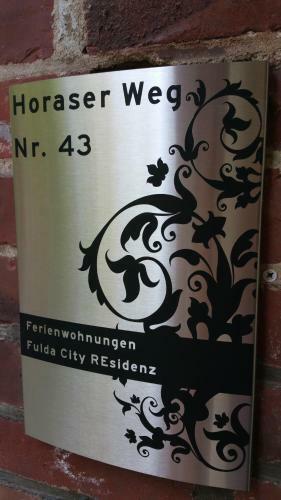 Horaser Weg
Nr. 43
Ferienwohnungen
Fulda City REsidenz